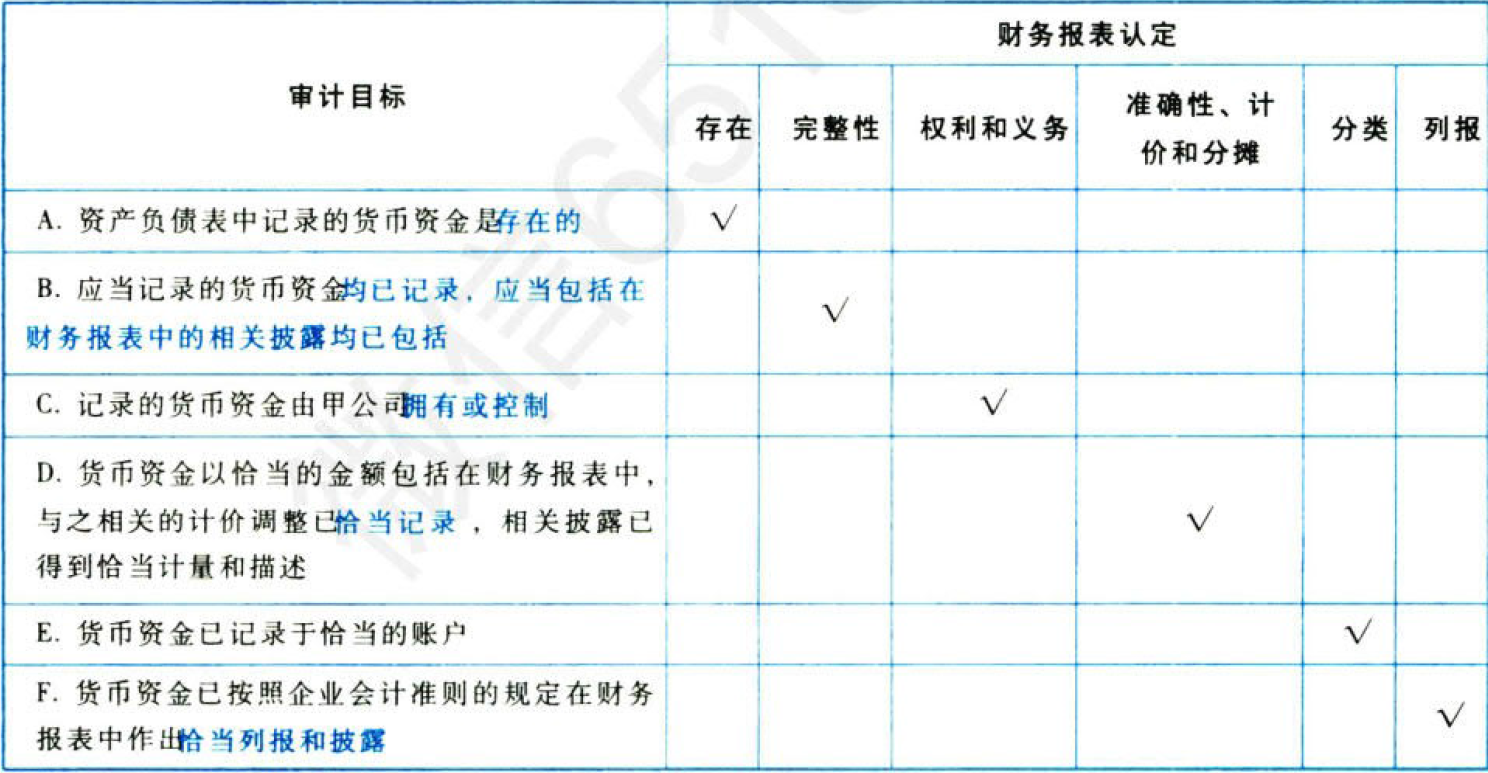 审计目标
财务报表认定
存在
完整性
权利和义务
准确性、计
价和分摊
分类
列报
A. 资产负债表中记录的货币资金是存在的
√
B. 应当记录的货币资金均已记录，应当包括在
财务报表中的相关披露均已包括
√
C. 记录的货币资金由甲公司拥有或控制
√
D. 货币资金以恰当的金额包括在财务报表中，
与之相关的计价调整已恰当记录，相关披露已
得到恰当计量和描述
√
E. 货币资金已记录于恰当的账户
√
F. 货币资金已按照企业会计准则的规定在财务
报表中作出恰当列报和披露
√
微信651